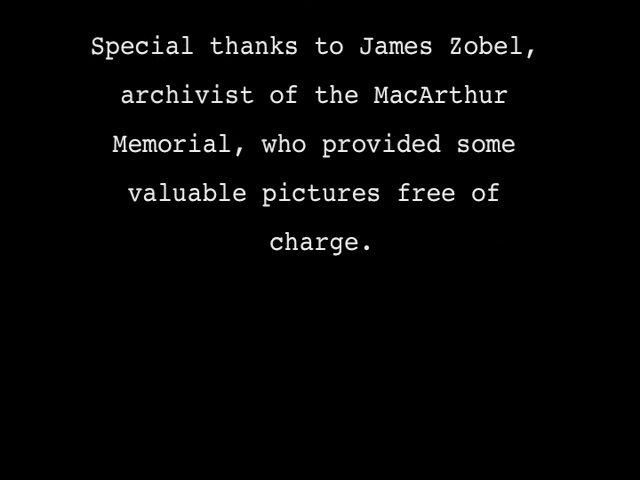 Special thanks to James Zobel,
archivist of the MacArthur
Memorial, who provided some
valuable pictures free of
charge.